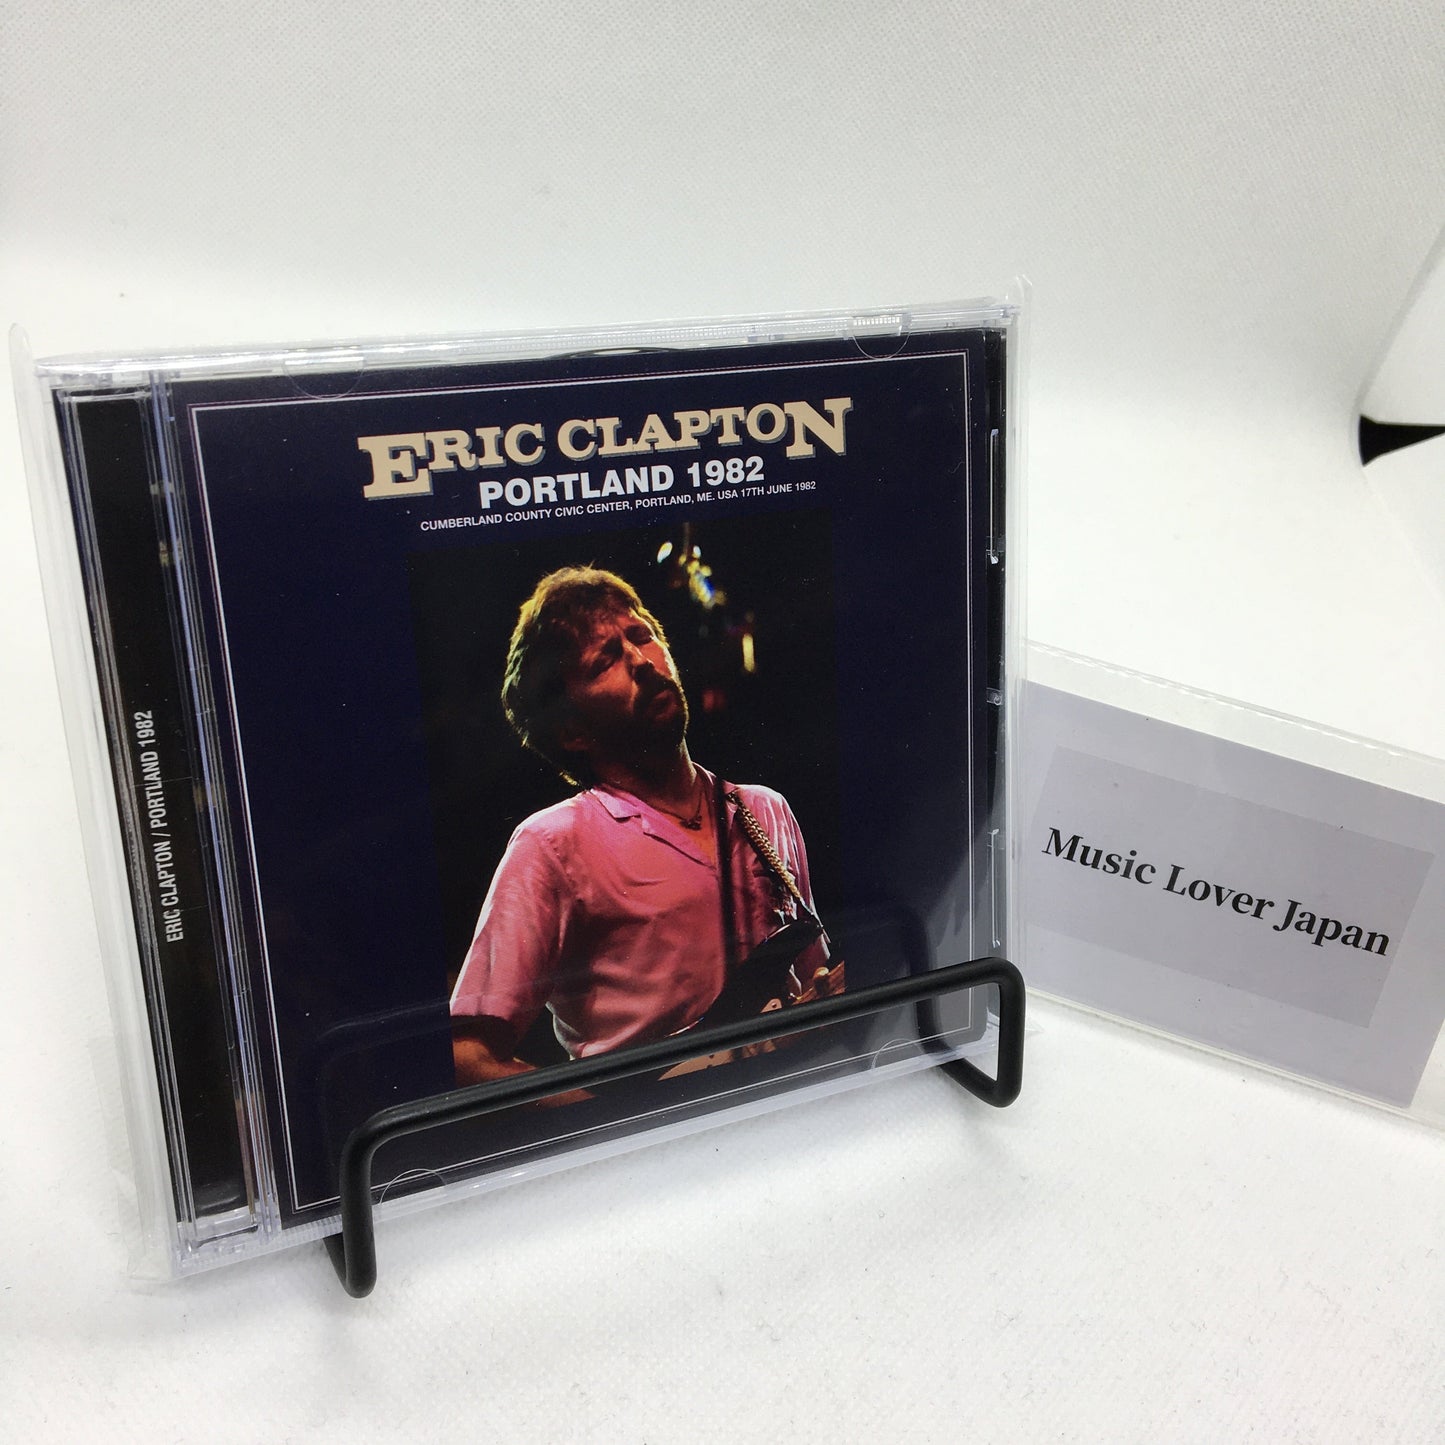 ERIC CLAPTON
PORTLAND 1982
CUMBERLAND COUNTY CIVIC CENTER, PORTLAND, ME. USA 17TH JUNE 1982
ERIC CLAPTON / PORTLAND 1982
Music Lover Japan